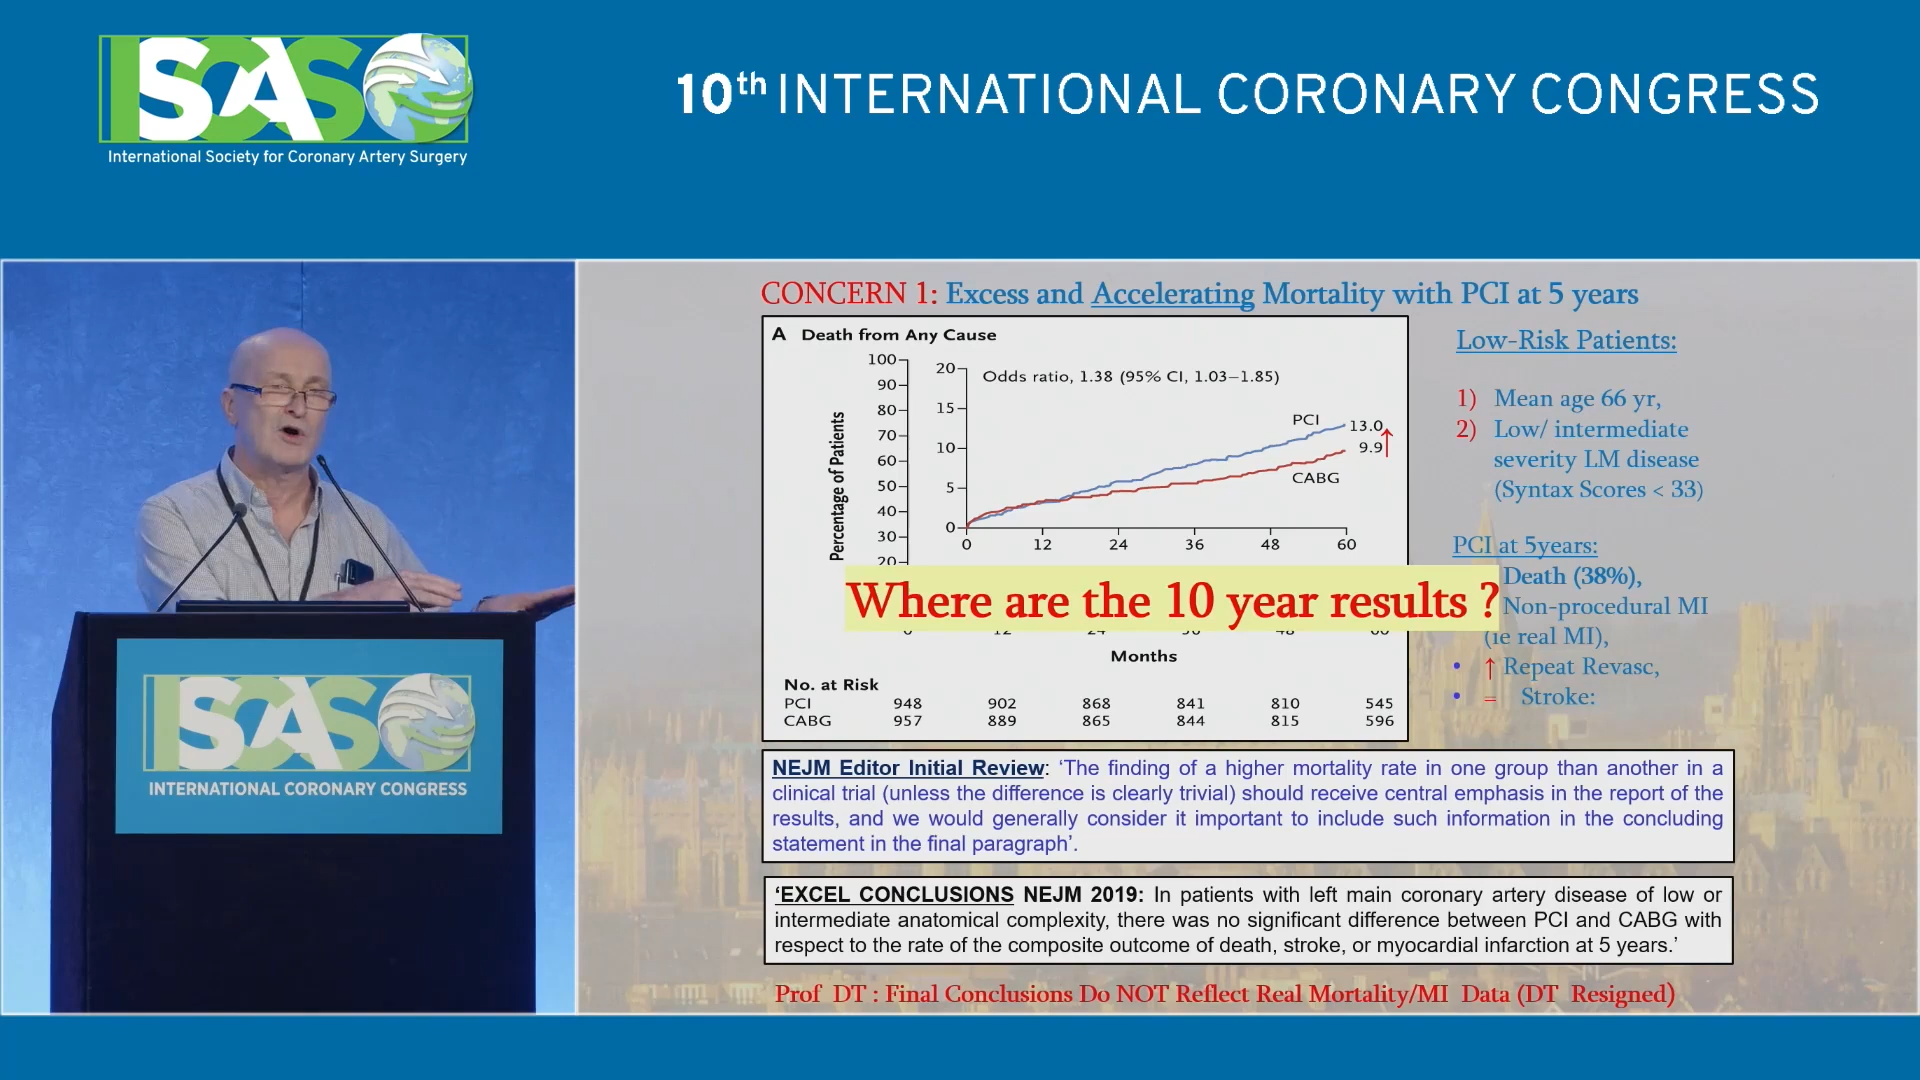 ISCAS
International Society for Coronary Artery Surgery
10th INTERNATIONAL CORONARY CONGRESS
ISCAS
INTERNATIONAL CORONARY CONGRESS
CONCERN 1: Excess and Accelerating Mortality with PCI at 5 years
A Death from Any Cause
Percentage of Patients
100
90
80
70
60
50
40
30
20
20
15
10
5
0
Odds ratio, 1.38 (95% CI, 1.03–1.85)
PCI
13.0
9.9
↑
CABG
0 12 24 36 48 60
Where are the 10 year results ?
0 12 24 36 48 60
Months
No. at Risk
PCI 948 902 868 841 810 545
CABG 957 889 865 844 815 596
Low-Risk Patients:
1) Mean age 66 yr,
2) Low/ intermediate
severity LM disease
(Syntax Scores < 33)
PCI at 5years:
Death (38%),
Non-procedural MI
(ie real MI),
• ↑ Repeat Revasc,
• = Stroke:
NEJM Editor Initial Review: ‘The finding of a higher mortality rate in one group than another in a
clinical trial (unless the difference is clearly trivial) should receive central emphasis in the report of the
results, and we would generally consider it important to include such information in the concluding
statement in the final paragraph’.
‘EXCEL CONCLUSIONS NEJM 2019: In patients with left main coronary artery disease of low or
intermediate anatomical complexity, there was no significant difference between PCI and CABG with
respect to the rate of the composite outcome of death, stroke, or myocardial infarction at 5 years.’
Prof DT : Final Conclusions Do NOT Reflect Real Mortality/MI Data (DT Resigned)